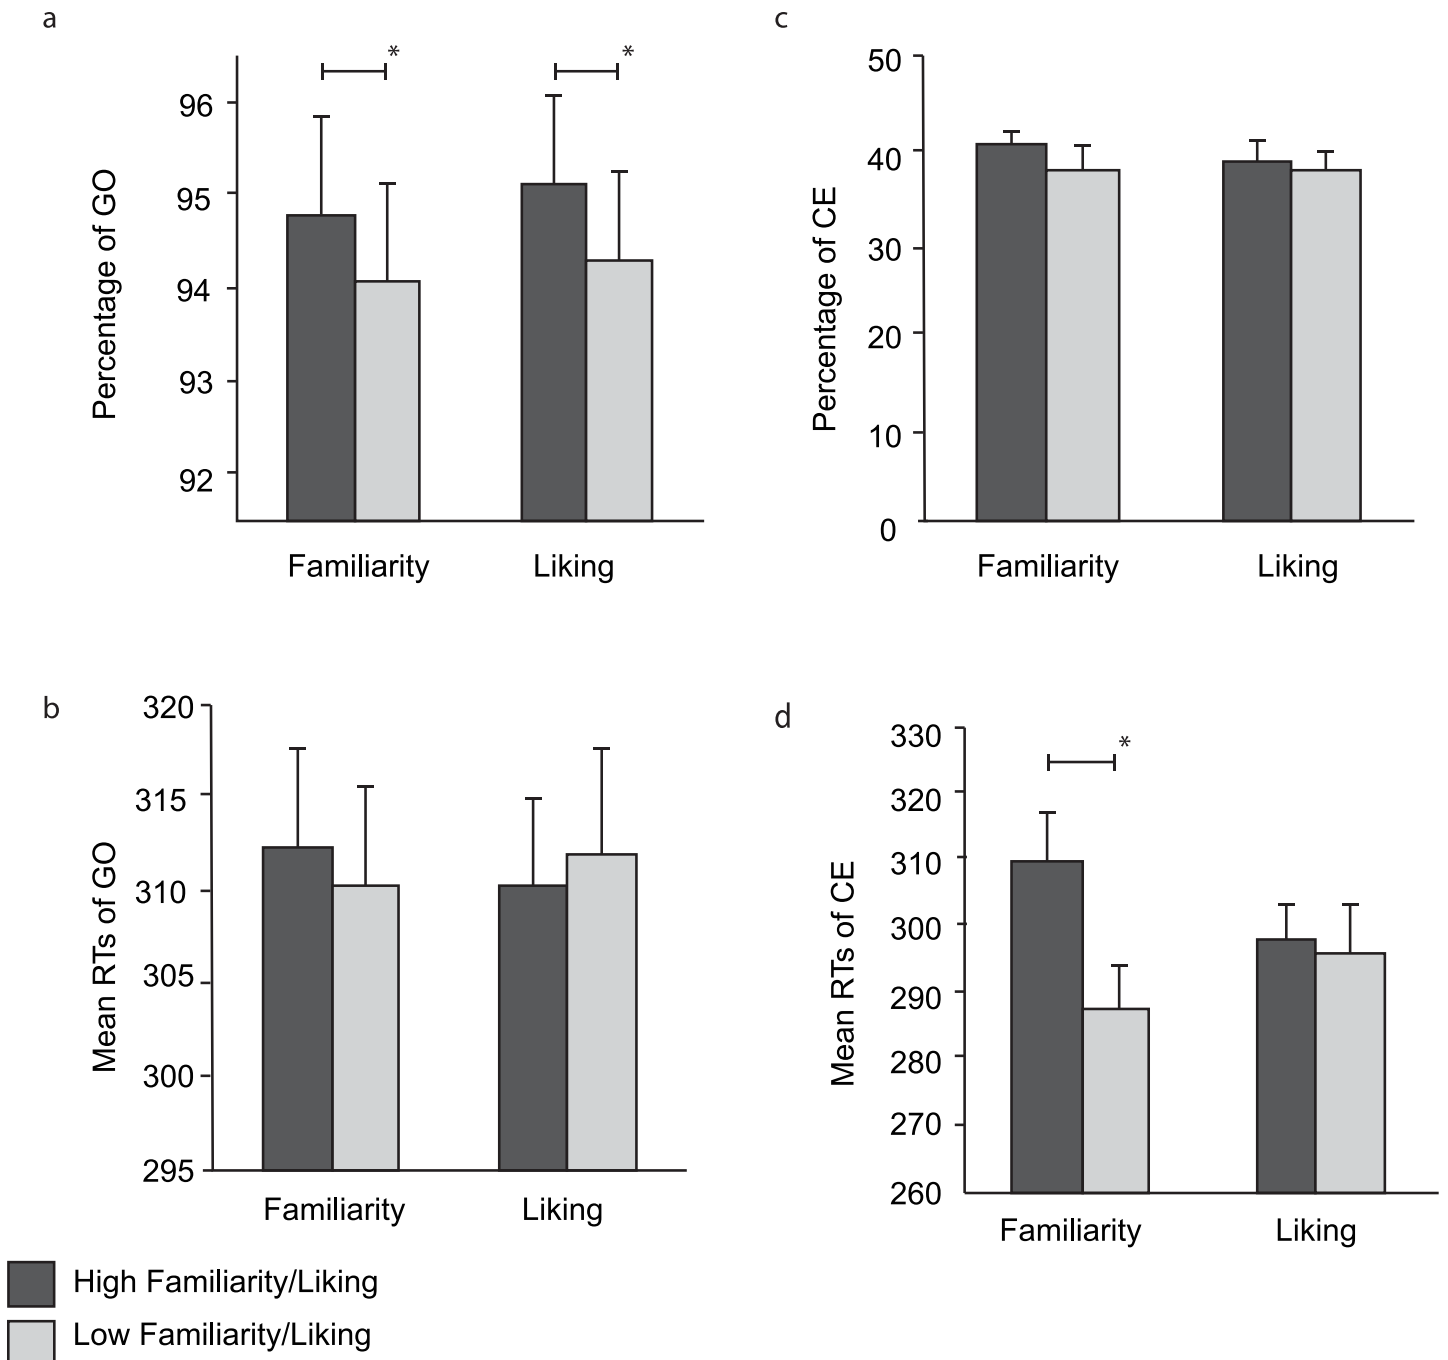 a
*
*
96
95
94
93
92
Percentage of GO
Familiarity
Liking
c
50
40
30
20
10
0
Percentage of CE
Familiarity
Liking
b
320
315
310
305
300
295
Mean RTs of GO
Familiarity
Liking
d
*
330
320
310
300
290
280
270
260
Mean RTs of CE
Familiarity
Liking
High Familiarity/Liking
Low Familiarity/Liking